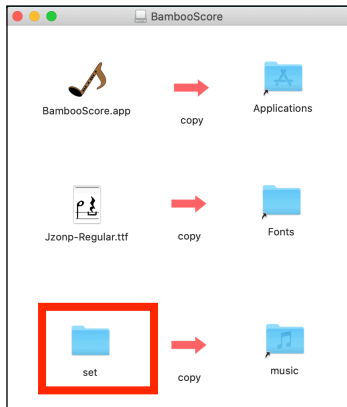 BambooScore
BambooScore.app
copy
Applications
Jzonp-Regular.ttf
copy
Fonts
set
copy
music